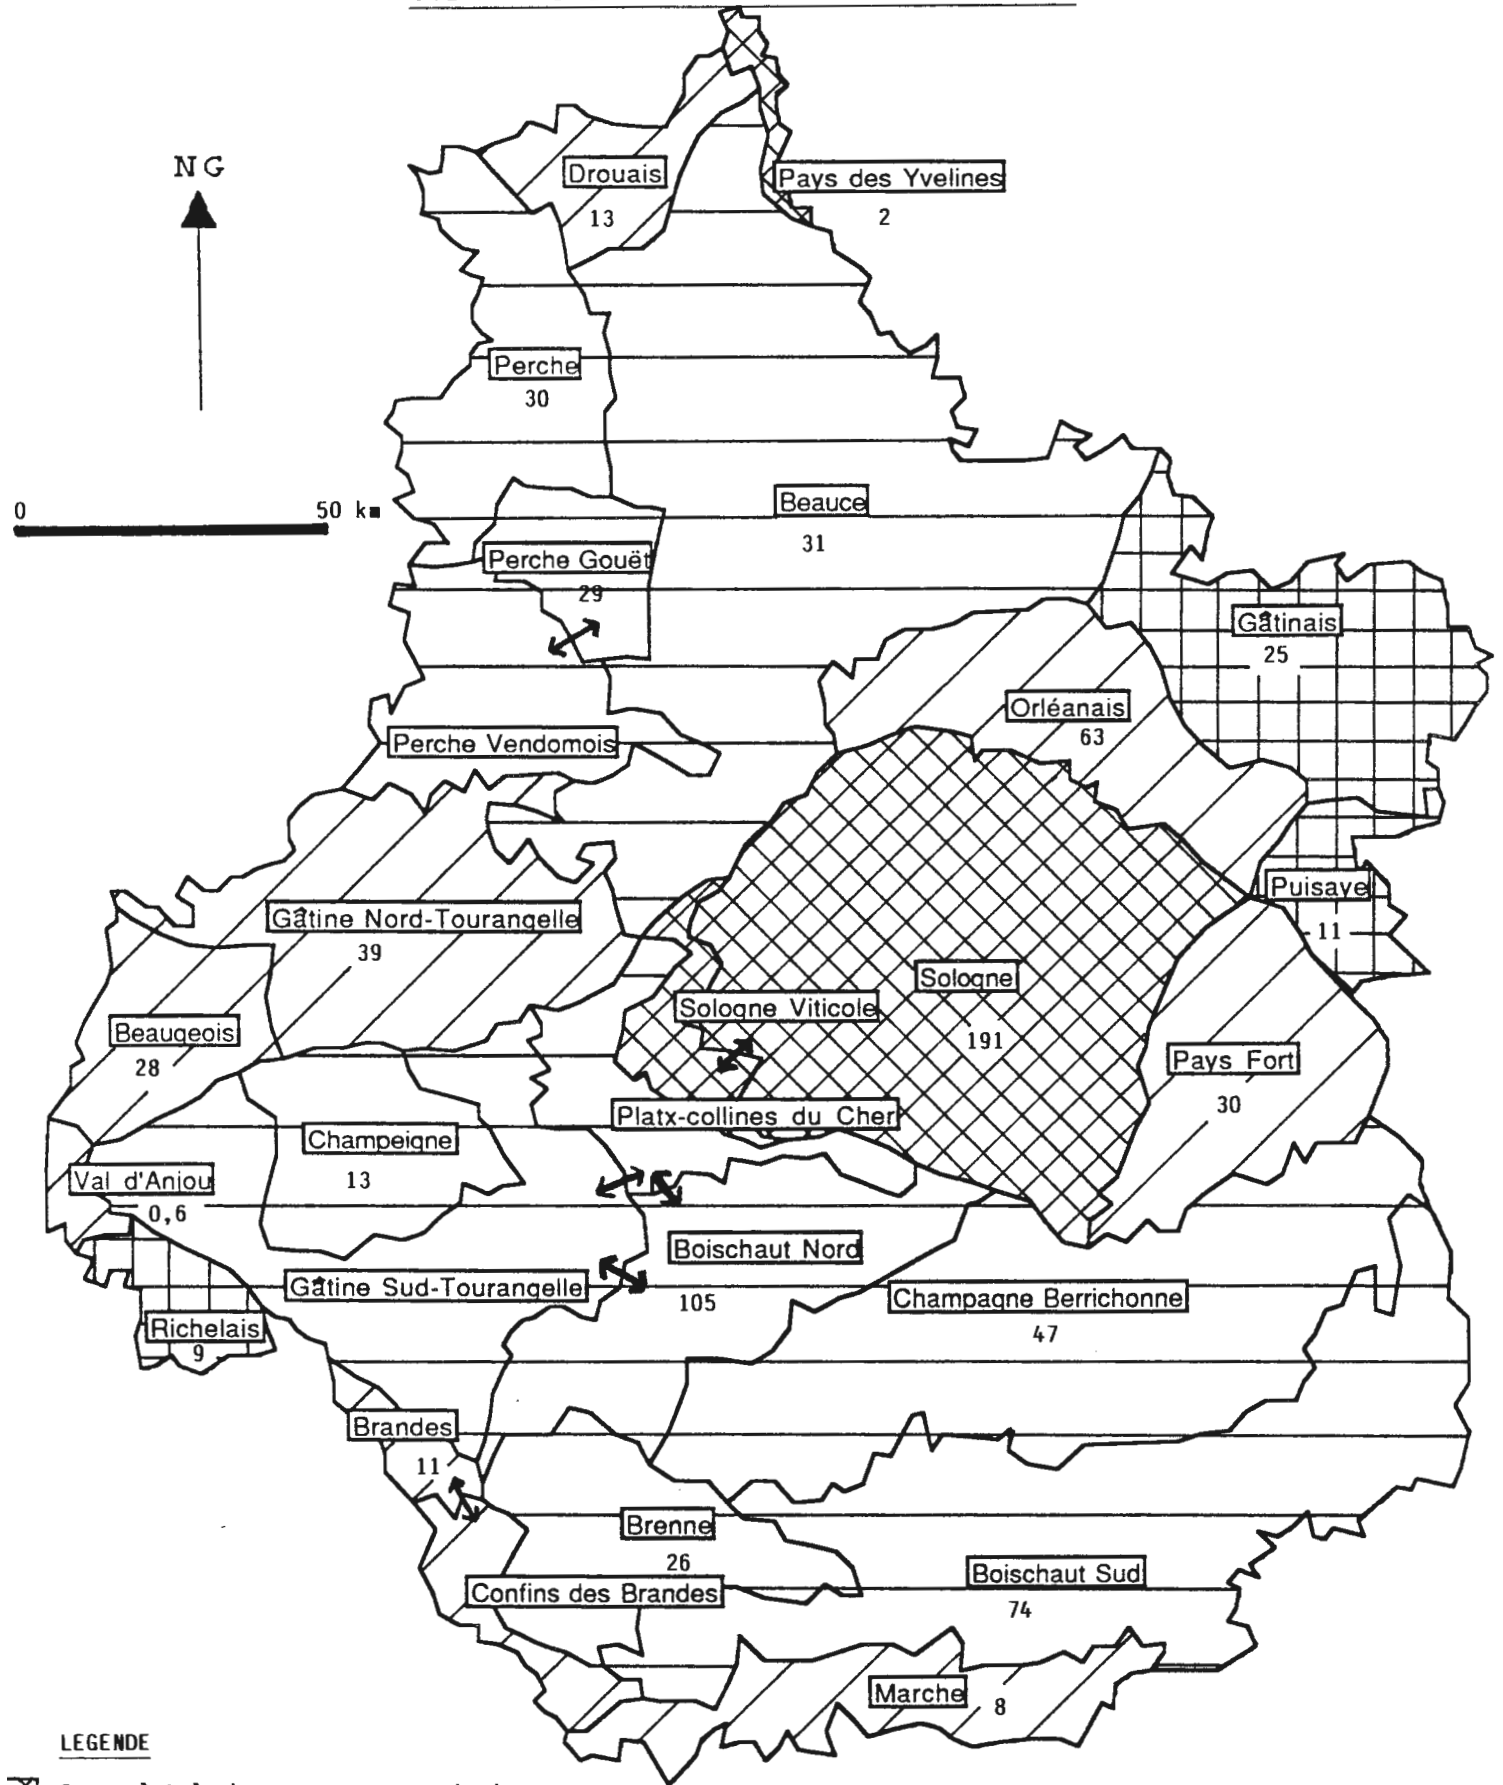 NG
Drouais
13
Pays des Yvelines
2
Perche
30
0 50 km
Beauce
31
Perche Gouët
29
Gâtinais
25
Orléanais
63
Perche Vendomois
Puisaye
11
Gâtine Nord-Tourangelle
39
Sologne
191
Sologne Viticole
Beaugeois
28
Pays Fort
30
Platx-collines du Cher
Champeigne
13
Val d'Anjou
0,6
Boischaut Nord
105
Gâtine Sud-Tourangelle
Champagne Berrichonne
47
Richelais
9
Brandes
11
Brenne
26
Boischaut Sud
74
Confins des Brandes
Marche 8
LEGENDE